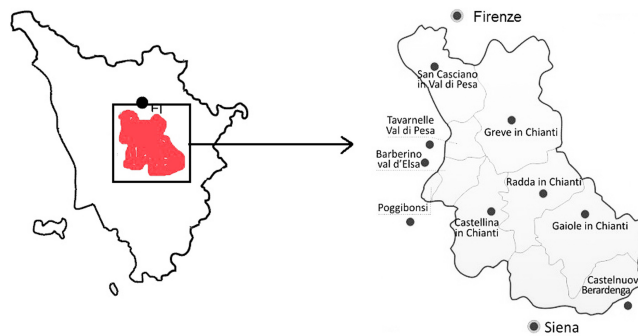 Firenze
San Casciano
in Val di Pesa
Tavarnelle
Val di Pesa
Greve in Chianti
Barberino
val d'Elsa
Radda in Chianti
Poggibonsi
Castellina
in Chianti
Gaiole in Chianti
Castelnuov
Berardenga
Siena
FI